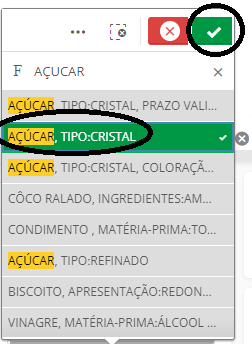 F AÇUCAR
AÇÚCAR, TIPO:CRISTAL, PRAZO VALI...
AÇÚCAR, TIPO:CRISTAL
AÇÚCAR, TIPO:CRISTAL, COLORAÇÃ...
CÔCO RALADO, INGREDIENTES:AM...
CONDIMENTO , MATÉRIA-PRIMA:TO...
AÇÚCAR, TIPO:REFINADO
BISCOITO, APRESENTAÇÃO:REDON...
VINAGRE, MATÉRIA-PRIMA:ÁLCOOL ...